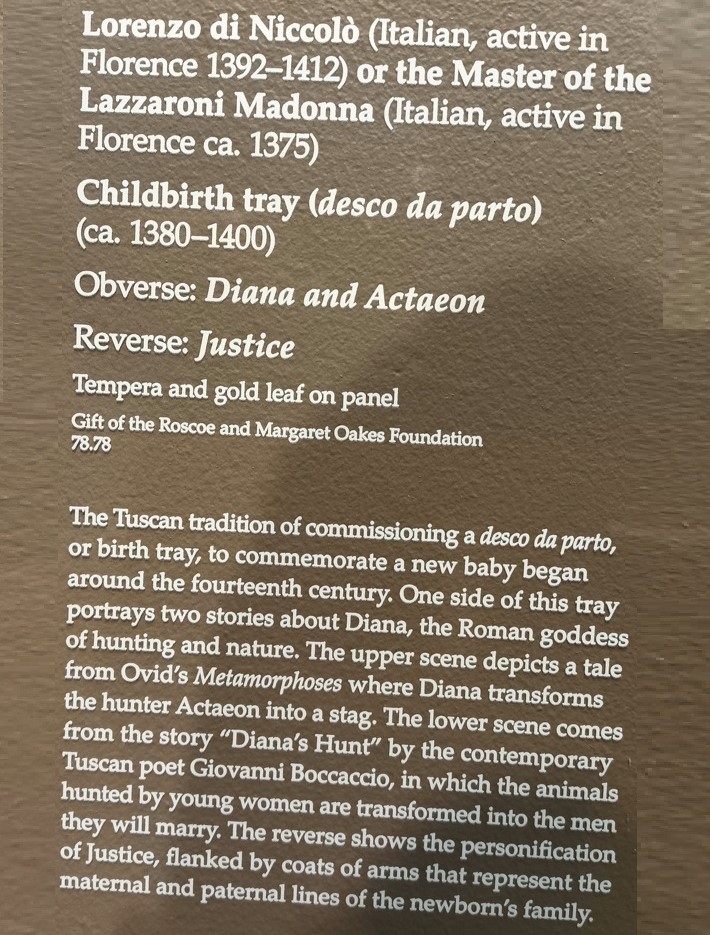 Lorenzo di Niccolò (Italian, active in
Florence 1392–1412) or the Master of the
Lazzaroni Madonna (Italian, active in
Florence ca. 1375)
Childbirth tray (desco da parto)
(ca. 1380–1400)
Obverse: Diana and Actaeon
Reverse: Justice
Tempera and gold leaf on panel
Gift of the Roscoe and Margaret Oakes Foundation
78.78
The Tuscan tradition of commissioning a desco da parto,
or birth tray, to commemorate a new baby began
around the fourteenth century. One side of this tray
portrays two stories about Diana, the Roman goddess
of hunting and nature. The upper scene depicts a tale
from Ovid's Metamorphoses where Diana transforms
the hunter Actaeon into a stag. The lower scene comes
from the story "Diana's Hunt" by the contemporary
Tuscan poet Giovanni Boccaccio, in which the animals
hunted by young women are transformed into the men
they will marry. The reverse shows the personification
of Justice, flanked by coats of arms that represent the
maternal and paternal lines of the newborn's family.